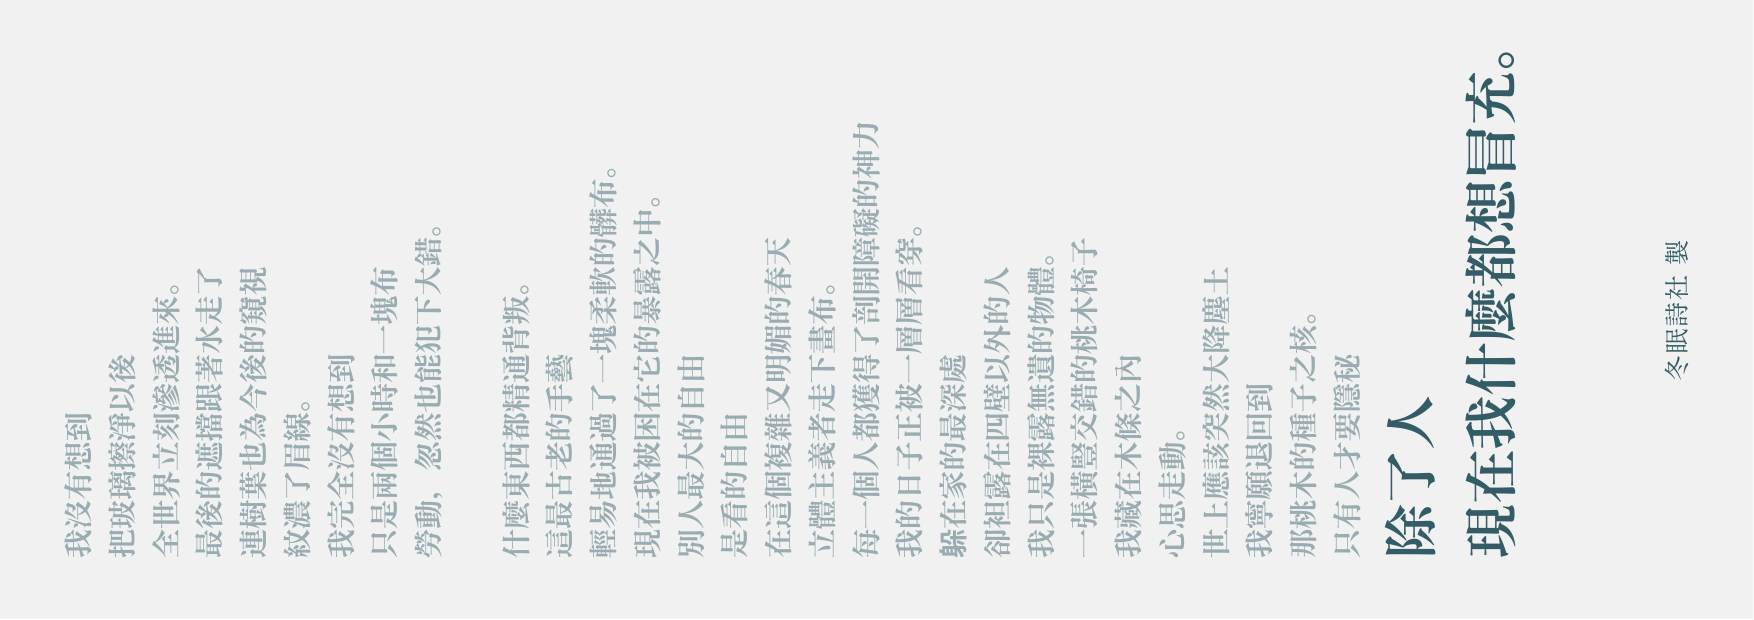 我沒有想到
把玻璃擦淨以後
全世界立刻滲透進來。
最後的遮擋跟著水走了
連樹葉也為今後的窺視
紋濃了眉線。
我完全沒有想到
只是兩個小時和一塊布
勞動，忽然也能犯下大錯。
什麼東西都精通背叛。
這最古老的手藝
輕易地通過了一塊柔軟的髒布。
現在我被困在它的暴露之中。
別人最大的自由
是看的自由
在這個複雜又明媚的春天
立體主義者走下畫布。
每一個人都獲得了剖開障礙的神力
我的日子正被一層層看穿。
躲在家的最深處
卻袒露在四壁以外的人
我只是裸露無遺的物體。
一張橫豎交錯的桃木椅子
我藏在木條之內
心思走動。
世上應該突然大降塵土
我寧願退回到
那桃木的種子之核。
只有人才要隱秘
除了人
現在我什麼都想冒充。
冬眠詩社 製